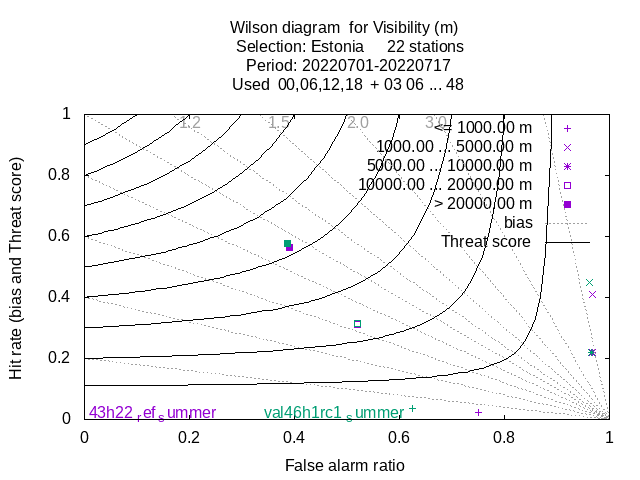 Wilson diagram for Visibility (m)
Selection: Estonia 22 stations
Period: 20220701-20220717
Used 00,06,12,18 + 03 06 ... 48
1.2 1.5 2.0 3.0
<= 1000.00 m
1000.00 ... 5000.00 m
5000.00 ... 10000.00 m
10000.00 ... 20000.00 m
> 20000.00 m
bias
Threat score
Hit rate (bias and Threat score)
1
0.8
0.6
0.4
0.2
0
43h22_ref_summer val46h1rc1_summer
0 0.2 0.4 0.6 0.8 1
False alarm ratio